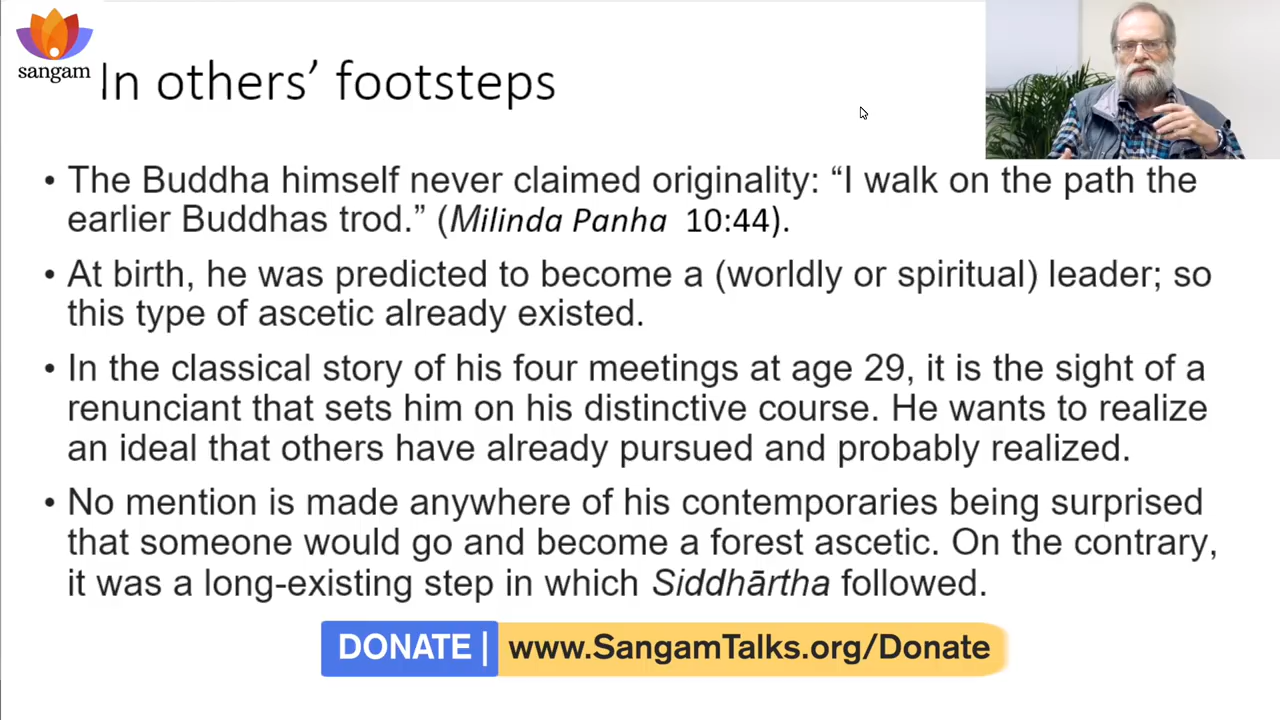 sangam
In others’ footsteps
• The Buddha himself never claimed originality: “I walk on the path the
earlier Buddhas trod.” (Milinda Panha 10:44).
• At birth, he was predicted to become a (worldly or spiritual) leader; so
this type of ascetic already existed.
• In the classical story of his four meetings at age 29, it is the sight of a
renunciant that sets him on his distinctive course. He wants to realize
an ideal that others have already pursued and probably realized.
• No mention is made anywhere of his contemporaries being surprised
that someone would go and become a forest ascetic. On the contrary,
it was a long-existing step in which Siddhārtha followed.
DONATE | www.SangamTalks.org/Donate